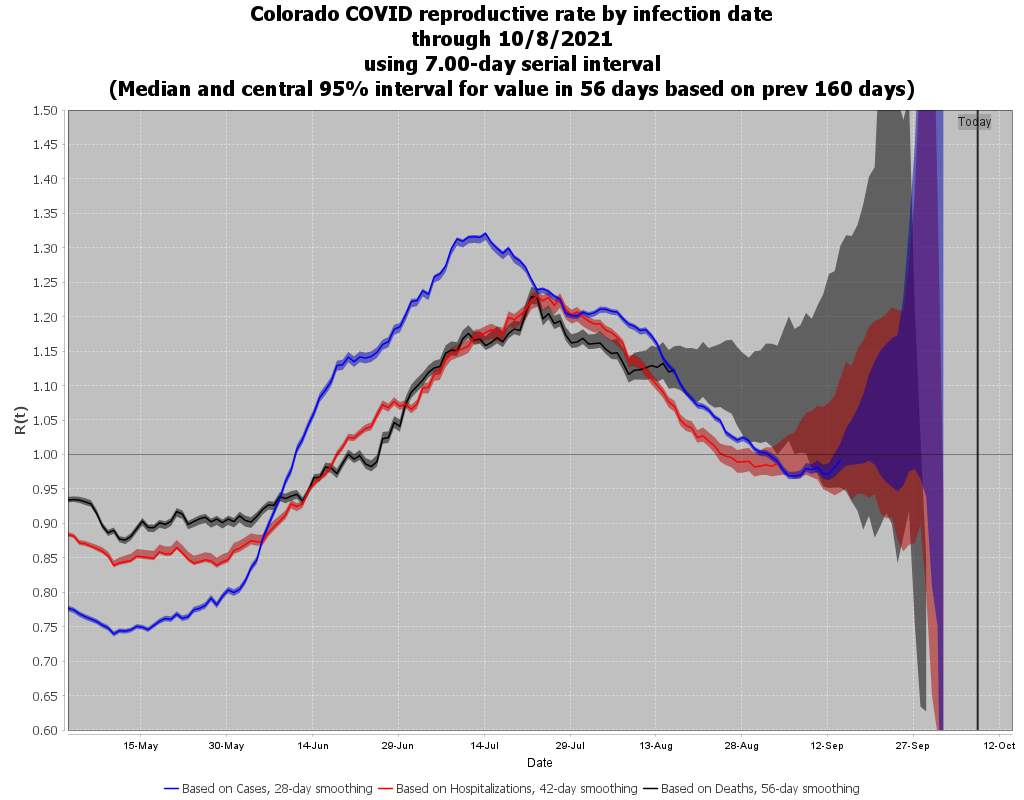 Colorado COVID reproductive rate by infection date
through 10/8/2021
using 7.00-day serial interval
(Median and central 95% interval for value in 56 days based on prev 160 days)
1.50
Today
1.45
1.40
1.35
1.30
1.25
1.20
1.15
1.10
1.05
R(t)
1.00
0.95
0.90
0.85
0.80
0.75
0.70
0.65
0.60
15-May 30-May 14-Jun 29-Jun 14-Jul 29-Jul 13-Aug 28-Aug 12-Sep 27-Sep 12-Oct
Date
Based on Cases, 28-day smoothing Based on Hospitalizations, 42-day smoothing Based on Deaths, 56-day smoothing